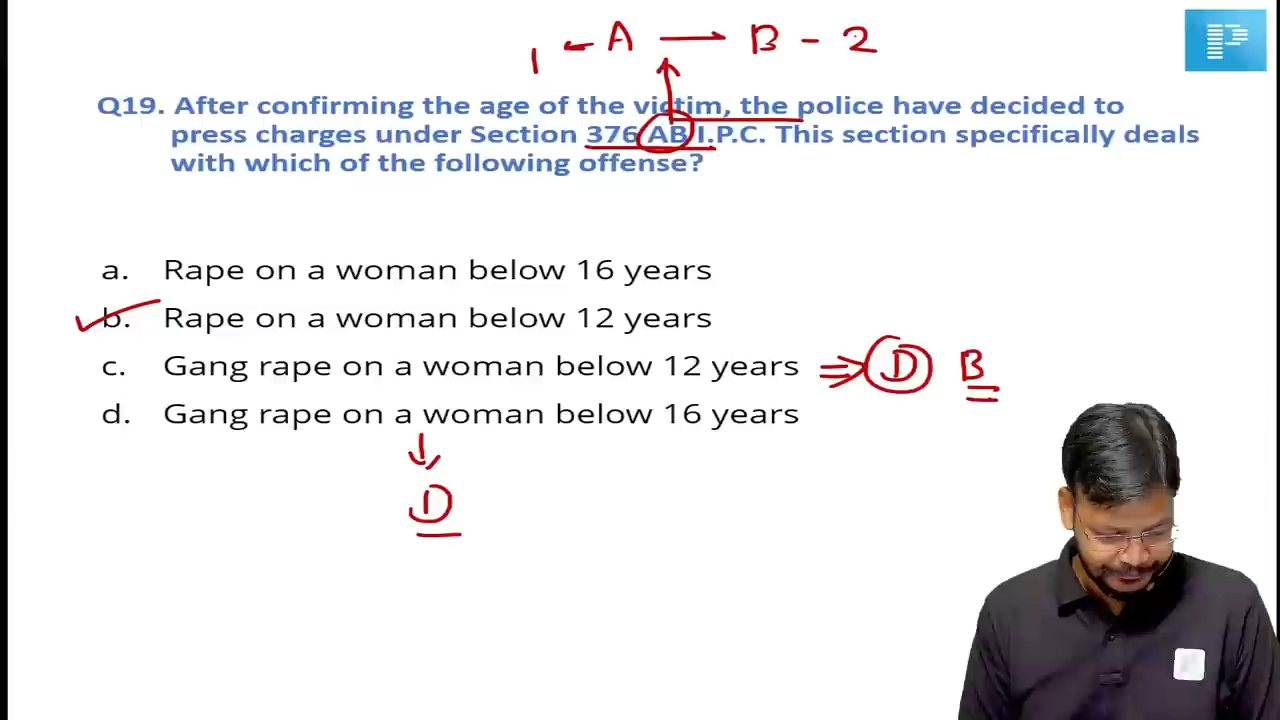 1 ← A → B - 2
Q19. After confirming the age of the victim, the police have decided to
press charges under Section 376 AB I.P.C. This section specifically deals
with which of the following offense?
a. Rape on a woman below 16 years
b. Rape on a woman below 12 years
c. Gang rape on a woman below 12 years ⇒ D B
d. Gang rape on a woman below 16 years
D